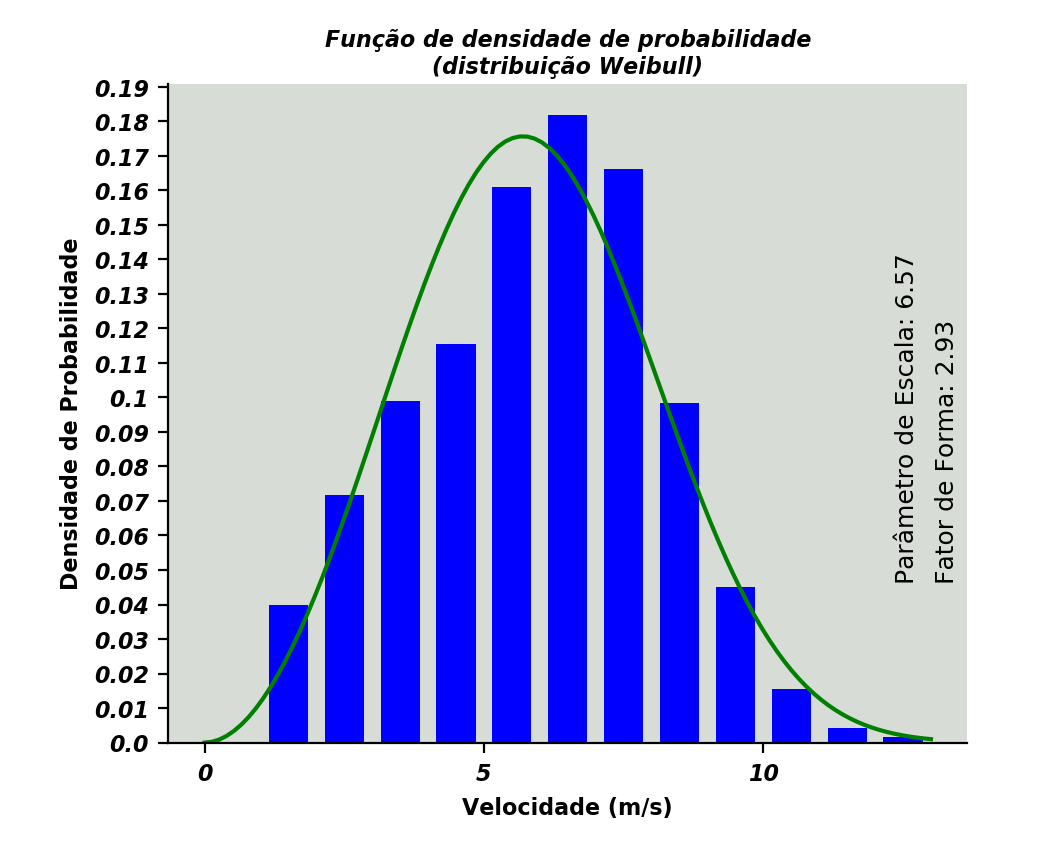 Função de densidade de probabilidade
(distribuição Weibull)
0.19
0.18
0.17
0.16
0.15
0.14
0.13
0.12
0.11
0.1
0.09
0.08
0.07
0.06
0.05
0.04
0.03
0.02
0.01
0.0
Densidade de Probabilidade
Parâmetro de Escala: 6.57
Fator de Forma: 2.93
0 5 10
Velocidade (m/s)